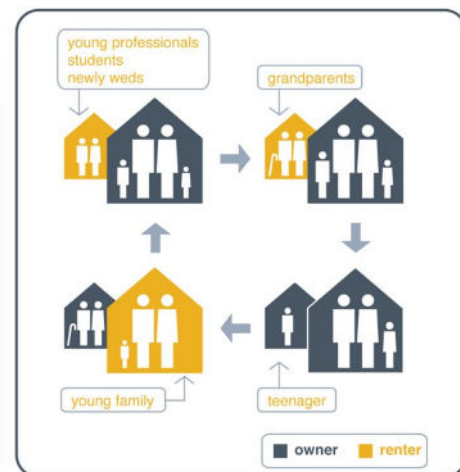 young professionals
students
newly weds
grandparents
young family
teenager
owner
renter